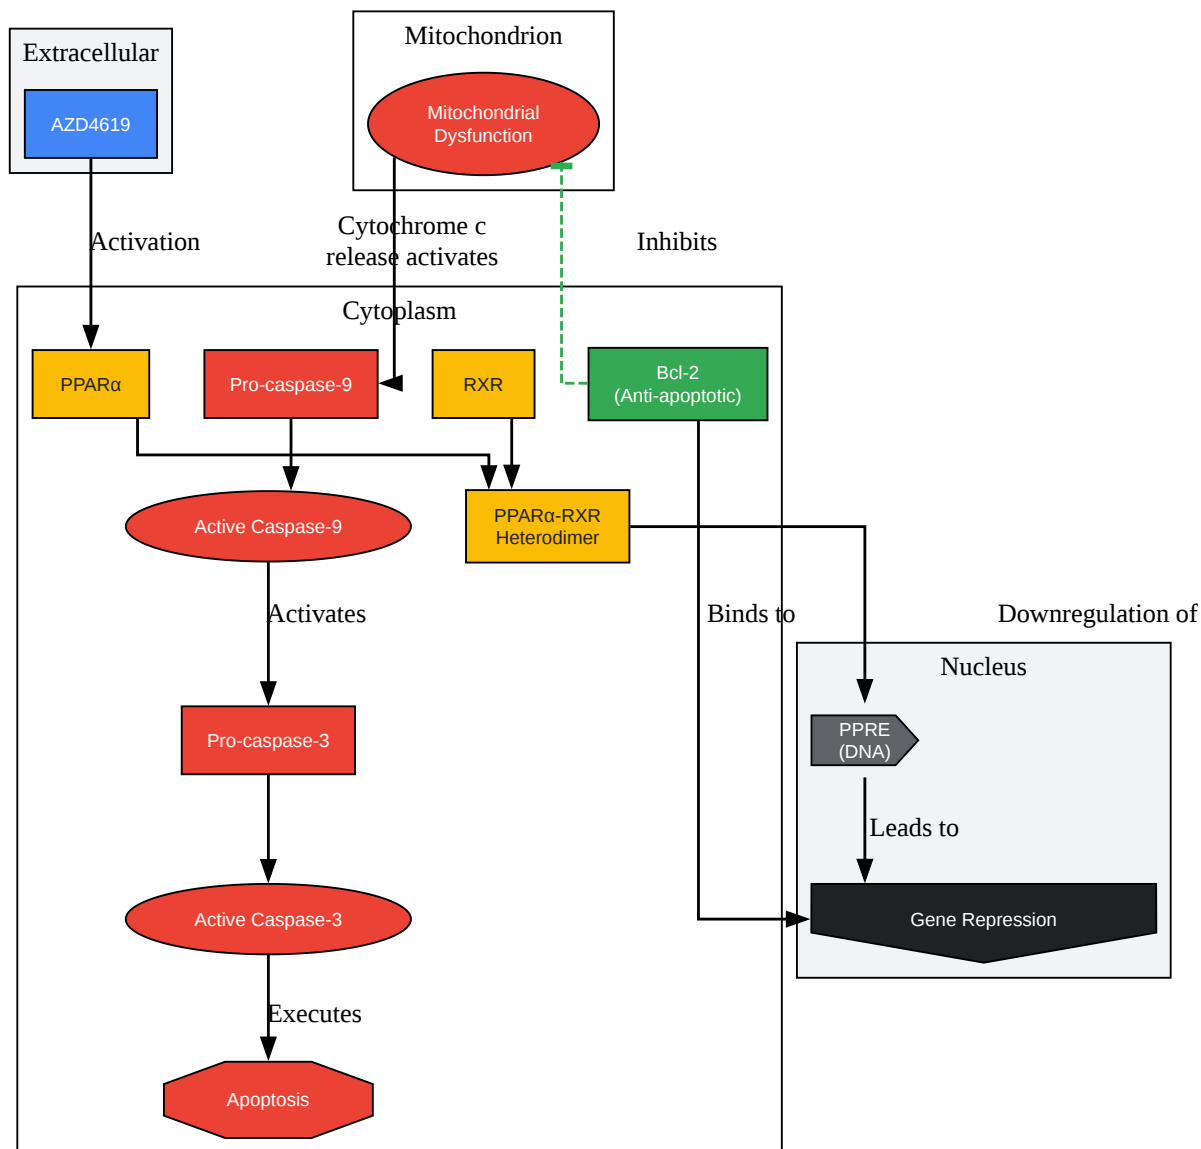 Extracellular
Mitochondrion
AZD4619
Mitochondrial
Dysfunction
Activation
Cytochrome c
release activates
Inhibits
Cytoplasm
PPARα
Pro-caspase-9
RXR
Bcl-2
(Anti-apoptotic)
Active Caspase-9
PPARα-RXR
Heterodimer
Activates
Binds to
Downregulation of
Nucleus
PPRE
(DNA)
Pro-caspase-3
Leads to
Active Caspase-3
Gene Repression
Executes
Apoptosis